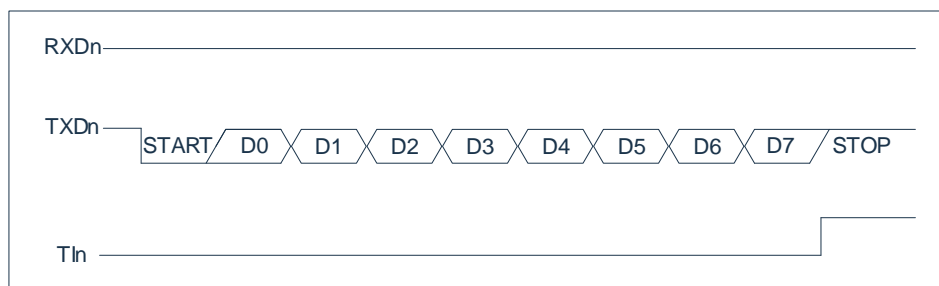 RXDn
TXDn
START D0 D1 D2 D3 D4 D5 D6 D7 STOP
TIn